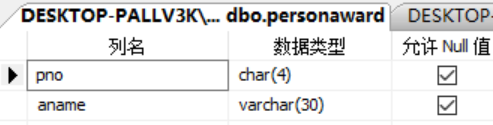 DESKTOP-PALLV3K\... dbo.personaward DESKTOP-
列名 数据类型 允许 Null 值
pno char(4)
aname varchar(30)